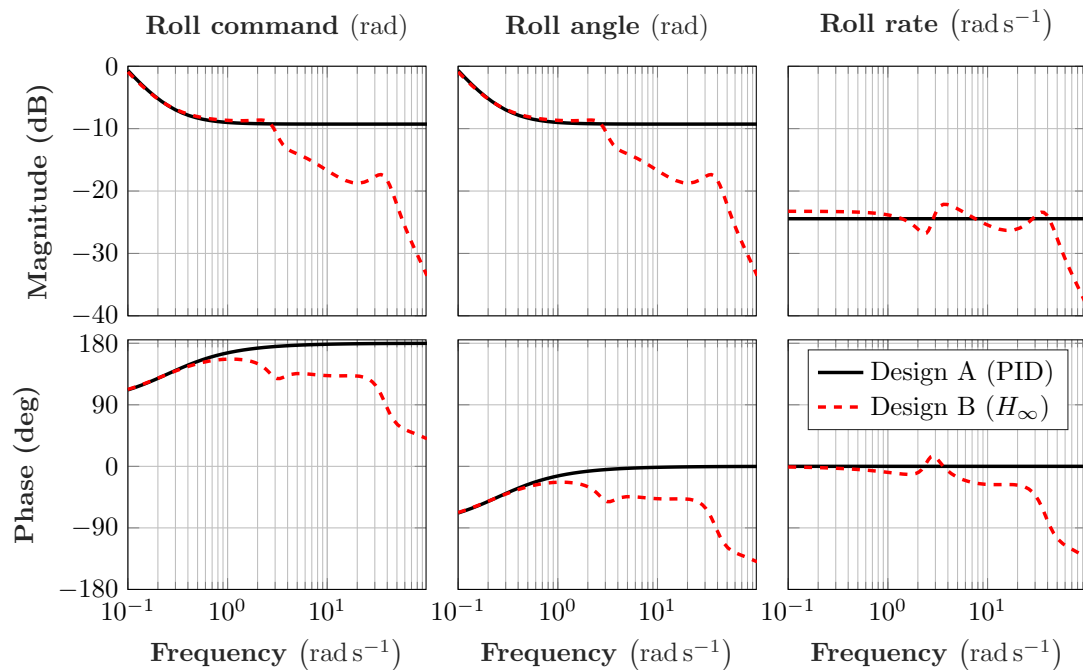 Roll command (rad)
Roll angle (rad)
Roll rate (rad s⁻¹)
Magnitude (dB)
0
−10
−20
−30
−40
Phase (deg)
180
90
0
−90
−180
Design A (PID)
Design B (H∞)
10⁻¹
10⁰
10¹
10⁻¹
10⁰
10¹
10⁻¹
10⁰
10¹
Frequency (rad s⁻¹)
Frequency (rad s⁻¹)
Frequency (rad s⁻¹)